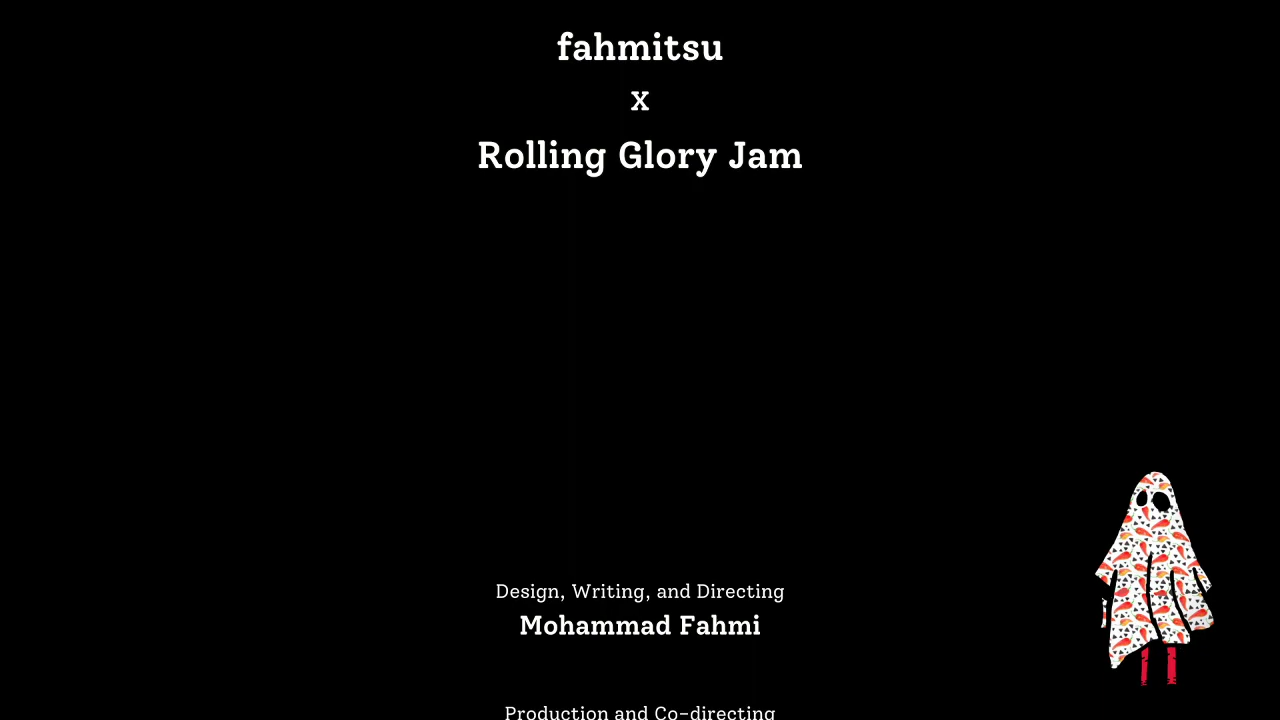 fahmitsu
x
Rolling Glory Jam
Design, Writing, and Directing
Mohammad Fahmi
Production and Co-directing